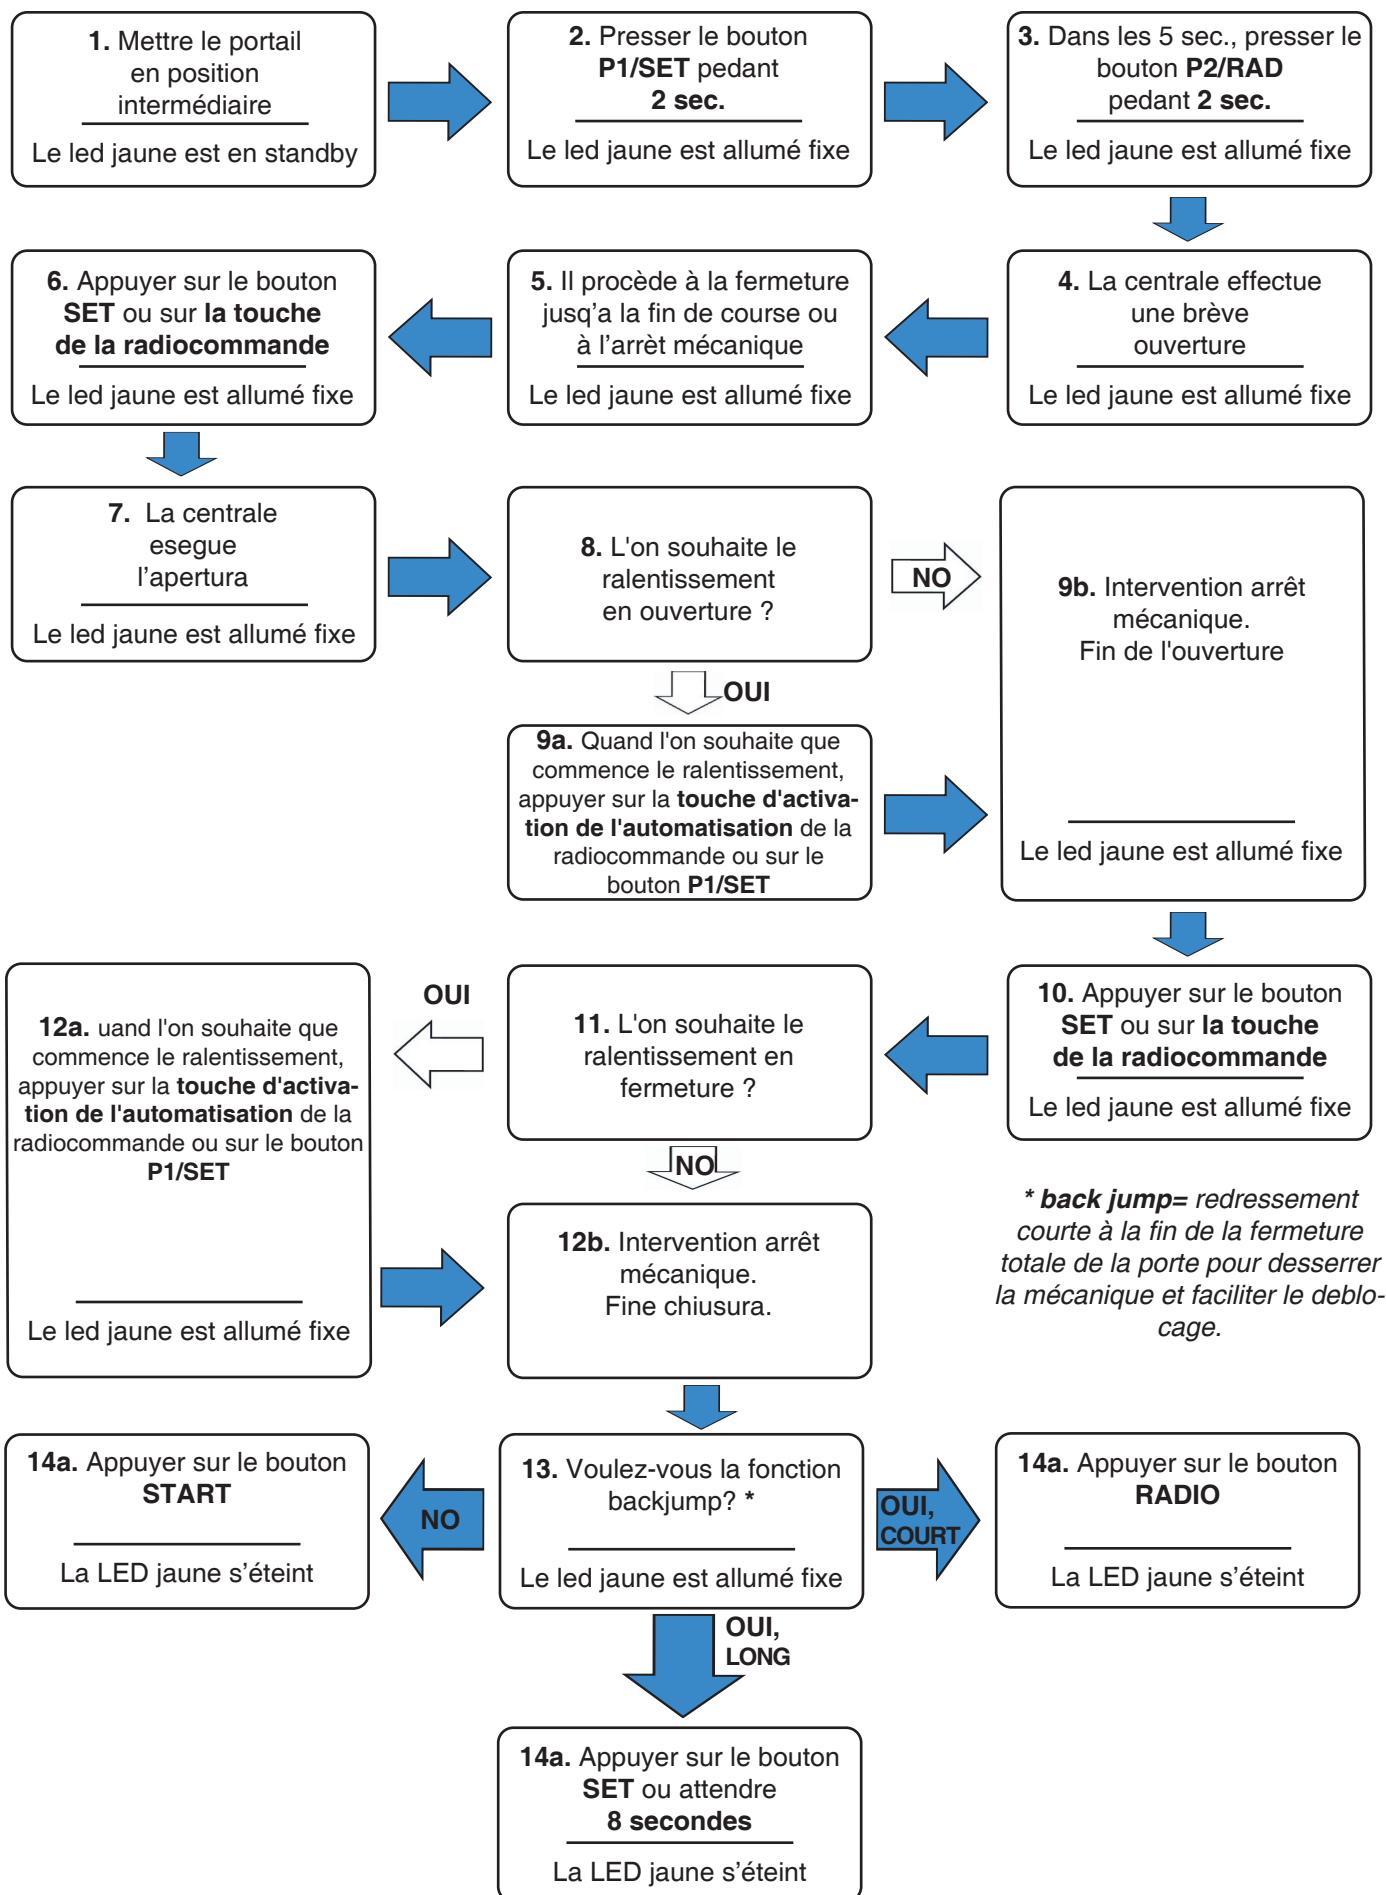 1. Mettre le portail
en position
intermédiaire
Le led jaune est en standby
2. Presser le bouton
P1/SET pedant
2 sec.
Le led jaune est allumé fixe
3. Dans les 5 sec., presser le
bouton P2/RAD
pedant 2 sec.
Le led jaune est allumé fixe
4. La centrale effectue
une brève
ouverture
Le led jaune est allumé fixe
5. Il procède à la fermeture
jusq'a la fin de course ou
à l'arrèt mécanique
Le led jaune est allumé fixe
6. Appuyer sur le bouton
SET ou sur la touche
de la radiocommande
Le led jaune est allumé fixe
7. La centrale
esegue
l'apertura
Le led jaune est allumé fixe
8. L'on souhaite le
ralentissement
en ouverture ?
NO
OUI
9a. Quand l'on souhaite que
commence le ralentissement,
appuyer sur la touche d'activa-
tion de l'automatisation de la
radiocommande ou sur le
bouton P1/SET
9b. Intervention arrêt
mécanique.
Fin de l'ouverture
Le led jaune est allumé fixe
10. Appuyer sur le bouton
SET ou sur la touche
de la radiocommande
Le led jaune est allumé fixe
11. L'on souhaite le
ralentissement en
fermeture ?
OUI
NO
12a. uand l'on souhaite que
commence le ralentissement,
appuyer sur la touche d'activa-
tion de l'automatisation de la
radiocommande ou sur le bouton
P1/SET
Le led jaune est allumé fixe
12b. Intervention arrêt
mécanique.
Fine chiusura.
* back jump= redressement
courte à la fin de la fermeture
totale de la porte pour desserrer
la mécanique et faciliter le deblo-
cage.
13. Voulez-vous la fonction
backjump? *
Le led jaune est allumé fixe
NO
14a. Appuyer sur le bouton
START
La LED jaune s'éteint
OUI,
COURT
14a. Appuyer sur le bouton
RADIO
La LED jaune s'éteint
OUI,
LONG
14a. Appuyer sur le bouton
SET ou attendre
8 secondes
La LED jaune s'éteint